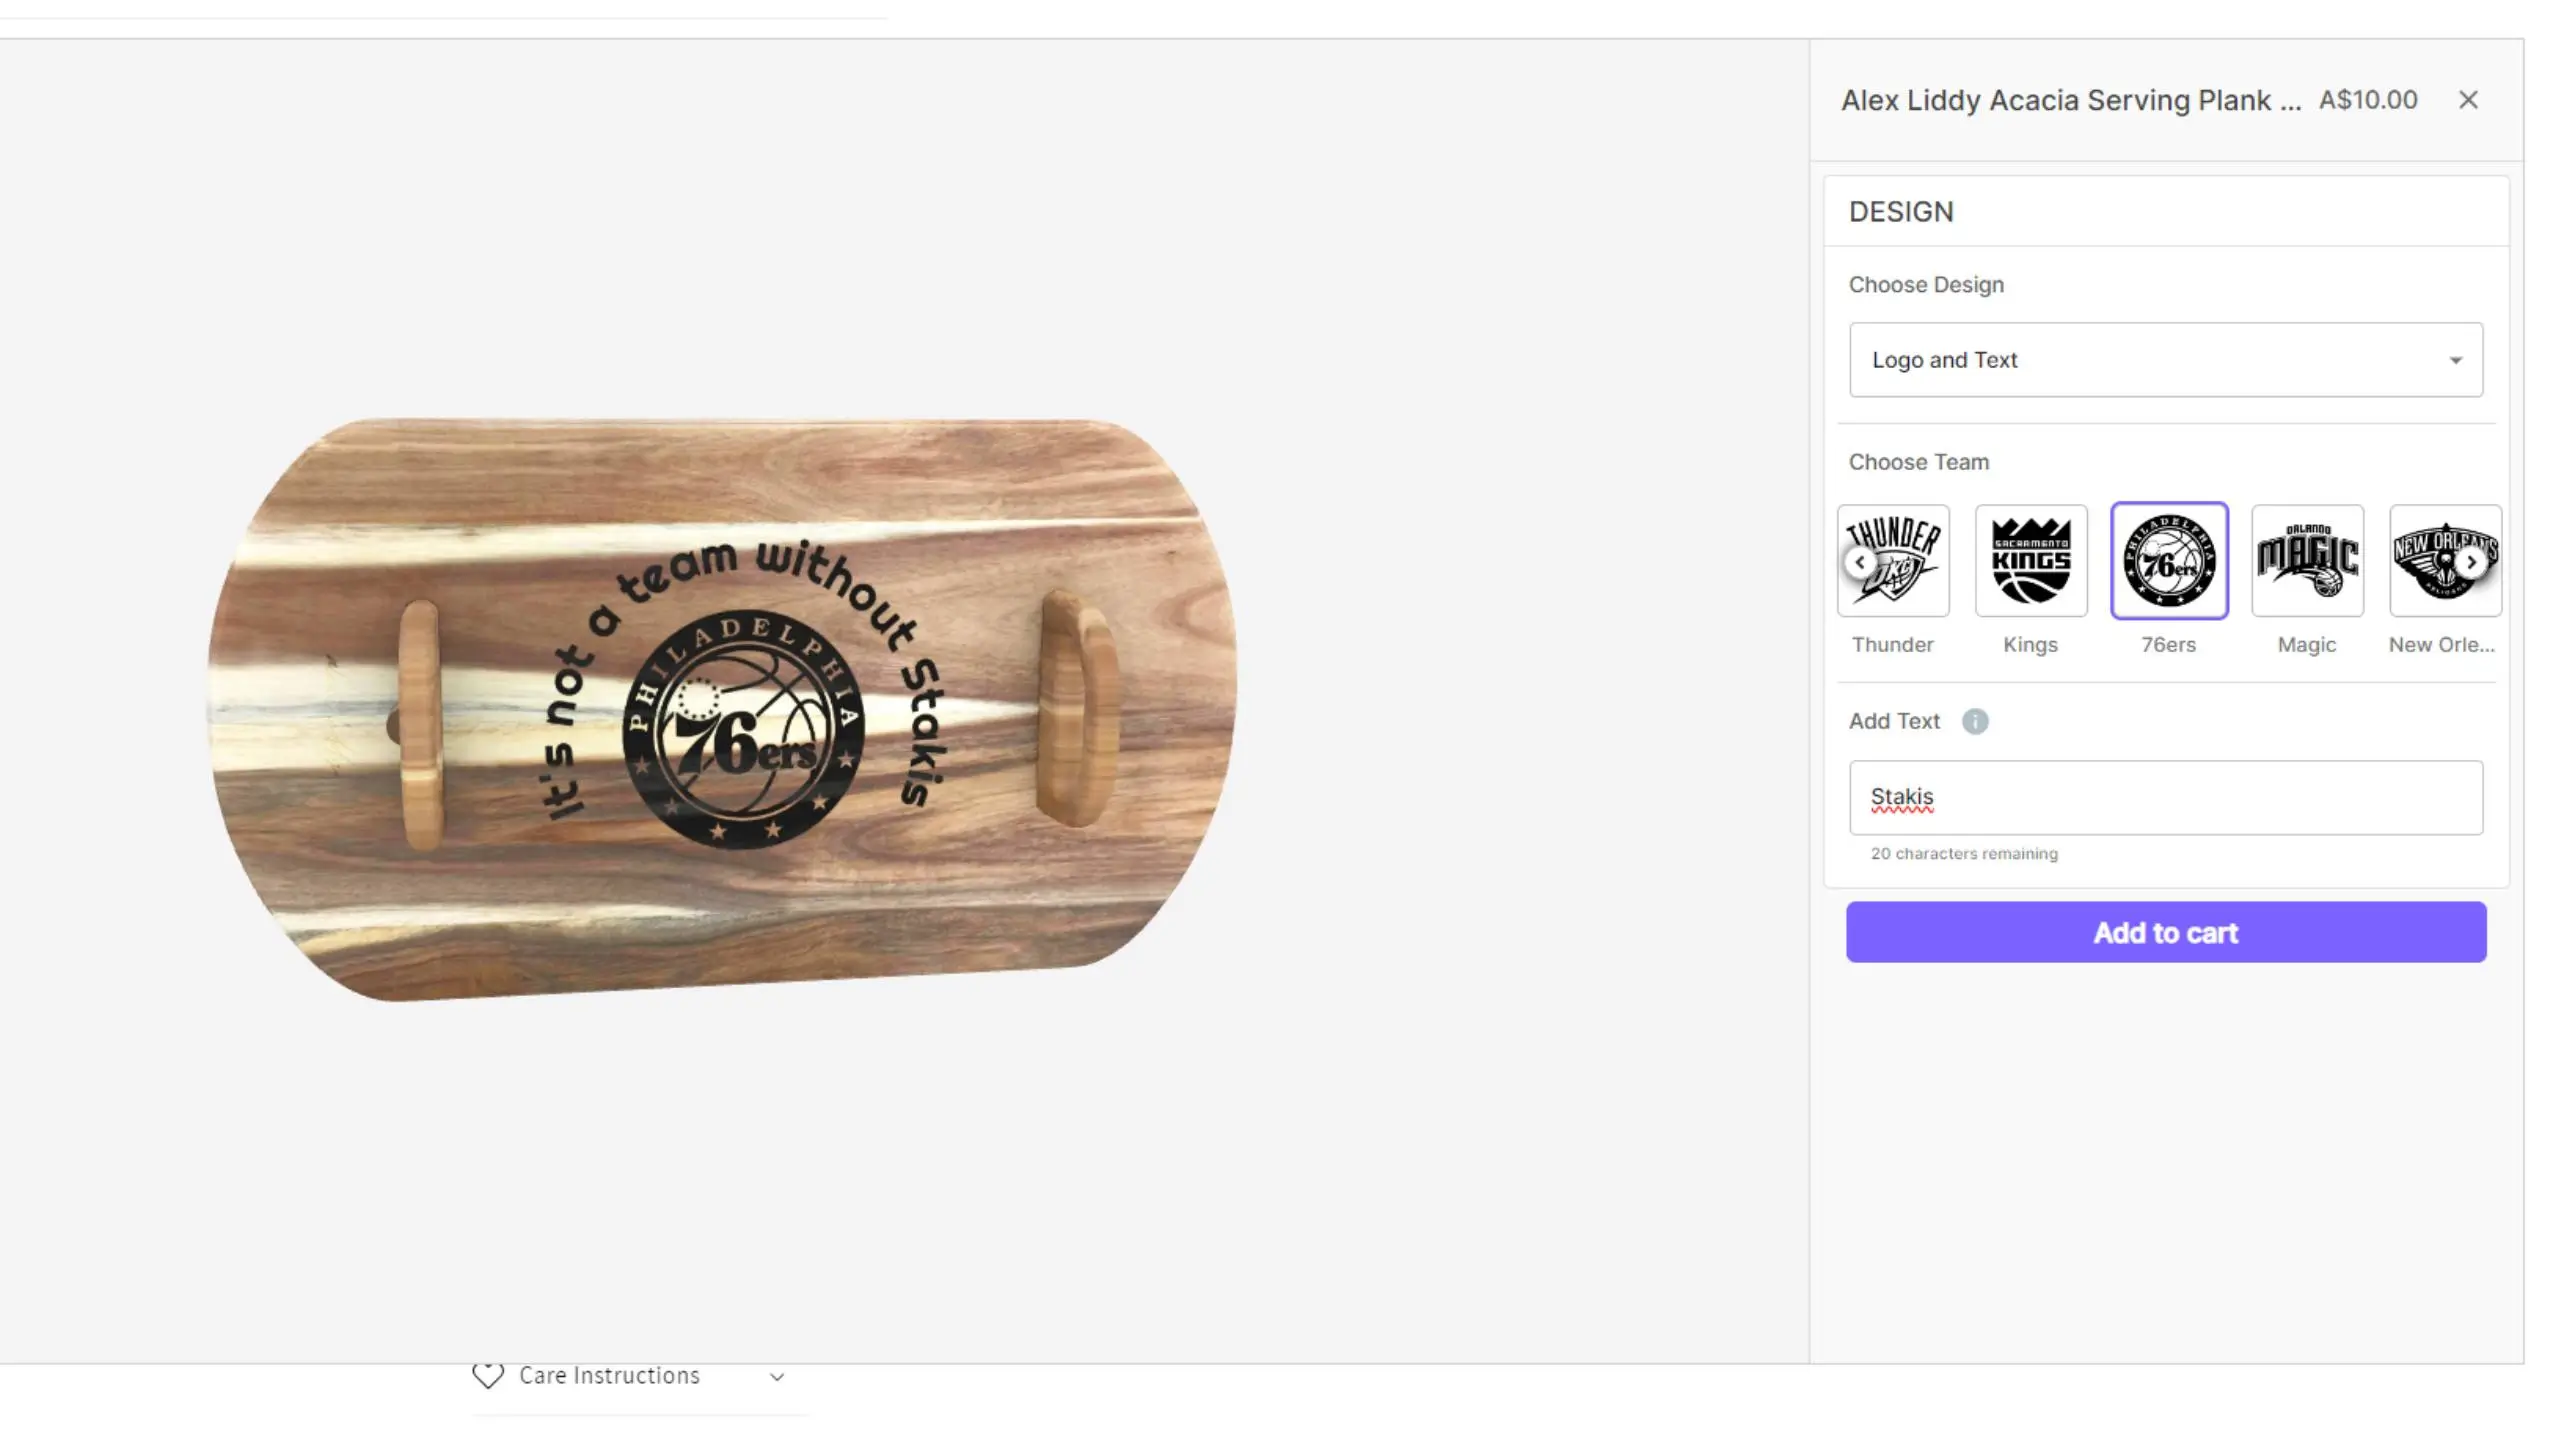 Alex Liddy Acacia Serving Plank ... A$10.00
DESIGN
Choose Design
Logo and Text
Choose Team
THUNDER
OKC
SACRAMENTO
KINGS
PHILADELPHIA
76ers
ORLANDO
MAGIC
NEW ORLEANS
PELICANS
Thunder
Kings
76ers
Magic
New Orle...
Add Text
Stakis
20 characters remaining
Add to cart
It's not a team without Stakis
PHILADELPHIA
76ers
Care Instructions